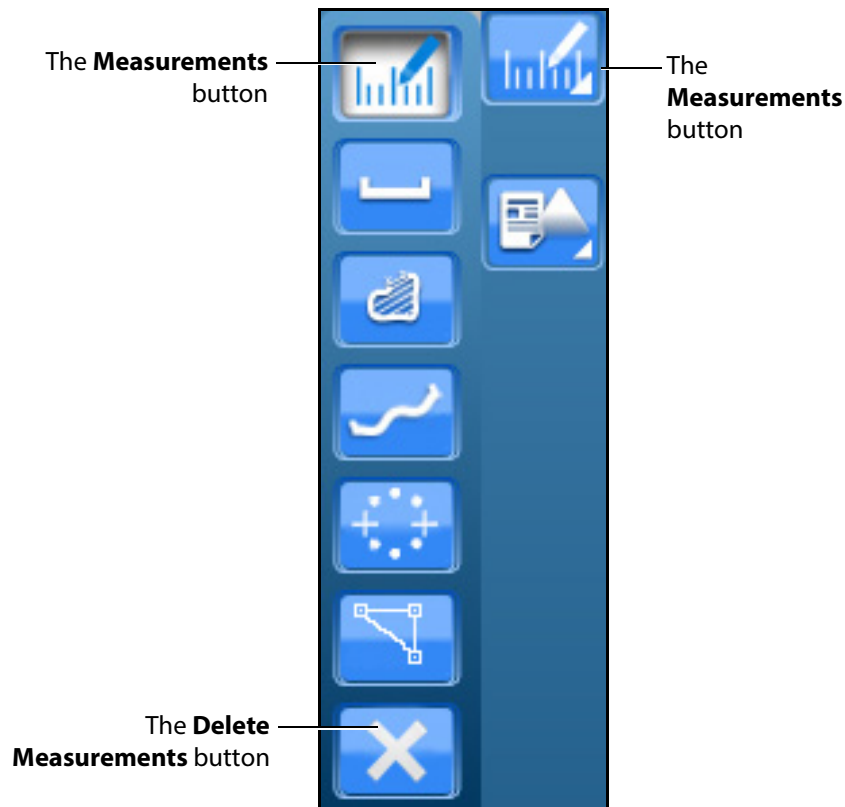 The Measurements
button
The
Measurements
button
The Delete
Measurements button